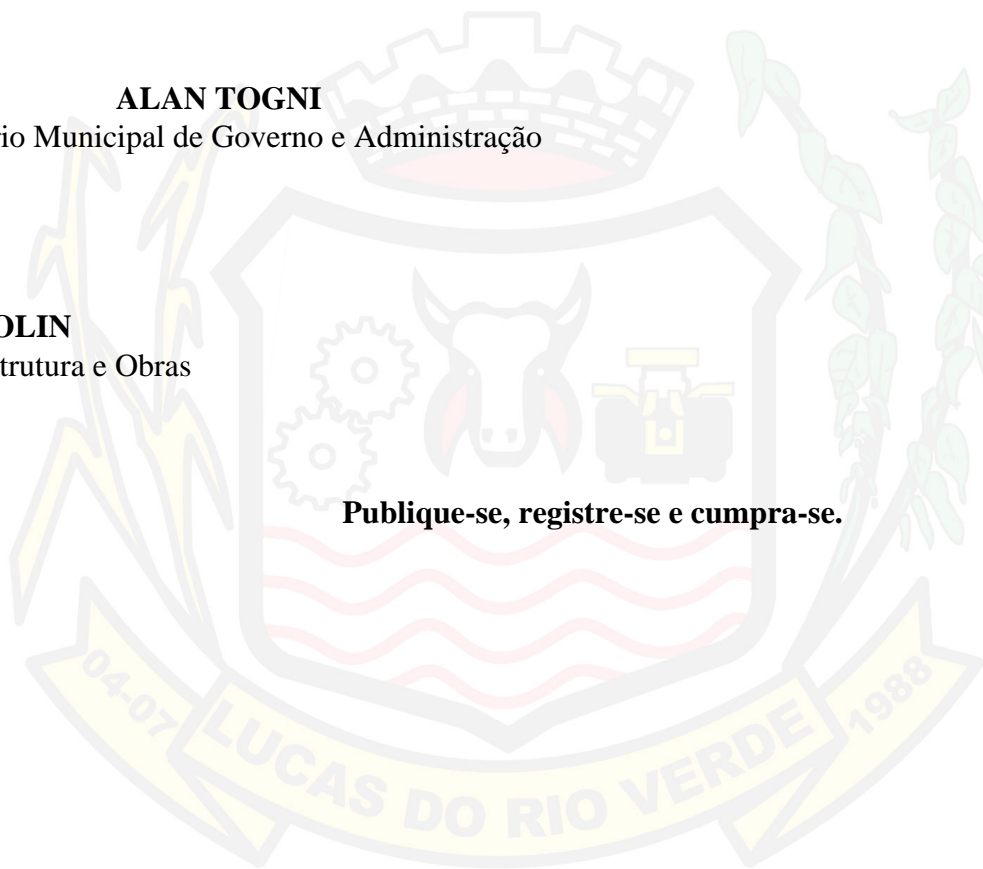 ALAN TOGNI
rio Municipal de Governo e Administração
OLIN
trutura e Obras
Publique-se, registre-se e cumpra-se.
04-07 LUCAS DO RIO VERDE 1988